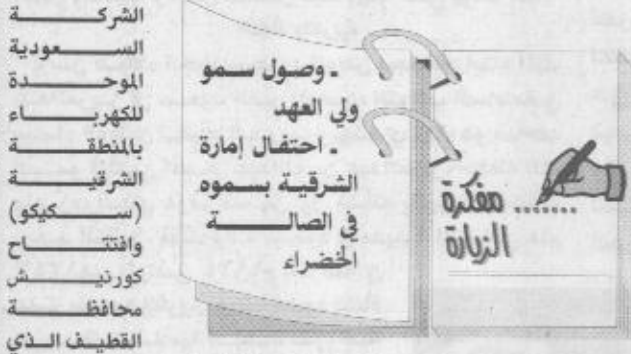 مفكرة
الزيارة
ـ وصول سمو
ولي العهد
ـ احتفال إمارة
الشرقية بسموه
في الصالة
الخضراء
الشركة
السعودية
الموحدة
للكهرباء
بالمنطقة
الشرقية
(سكيكو)
وافتتاح
كورنيش
محافظة
القطيف الذي